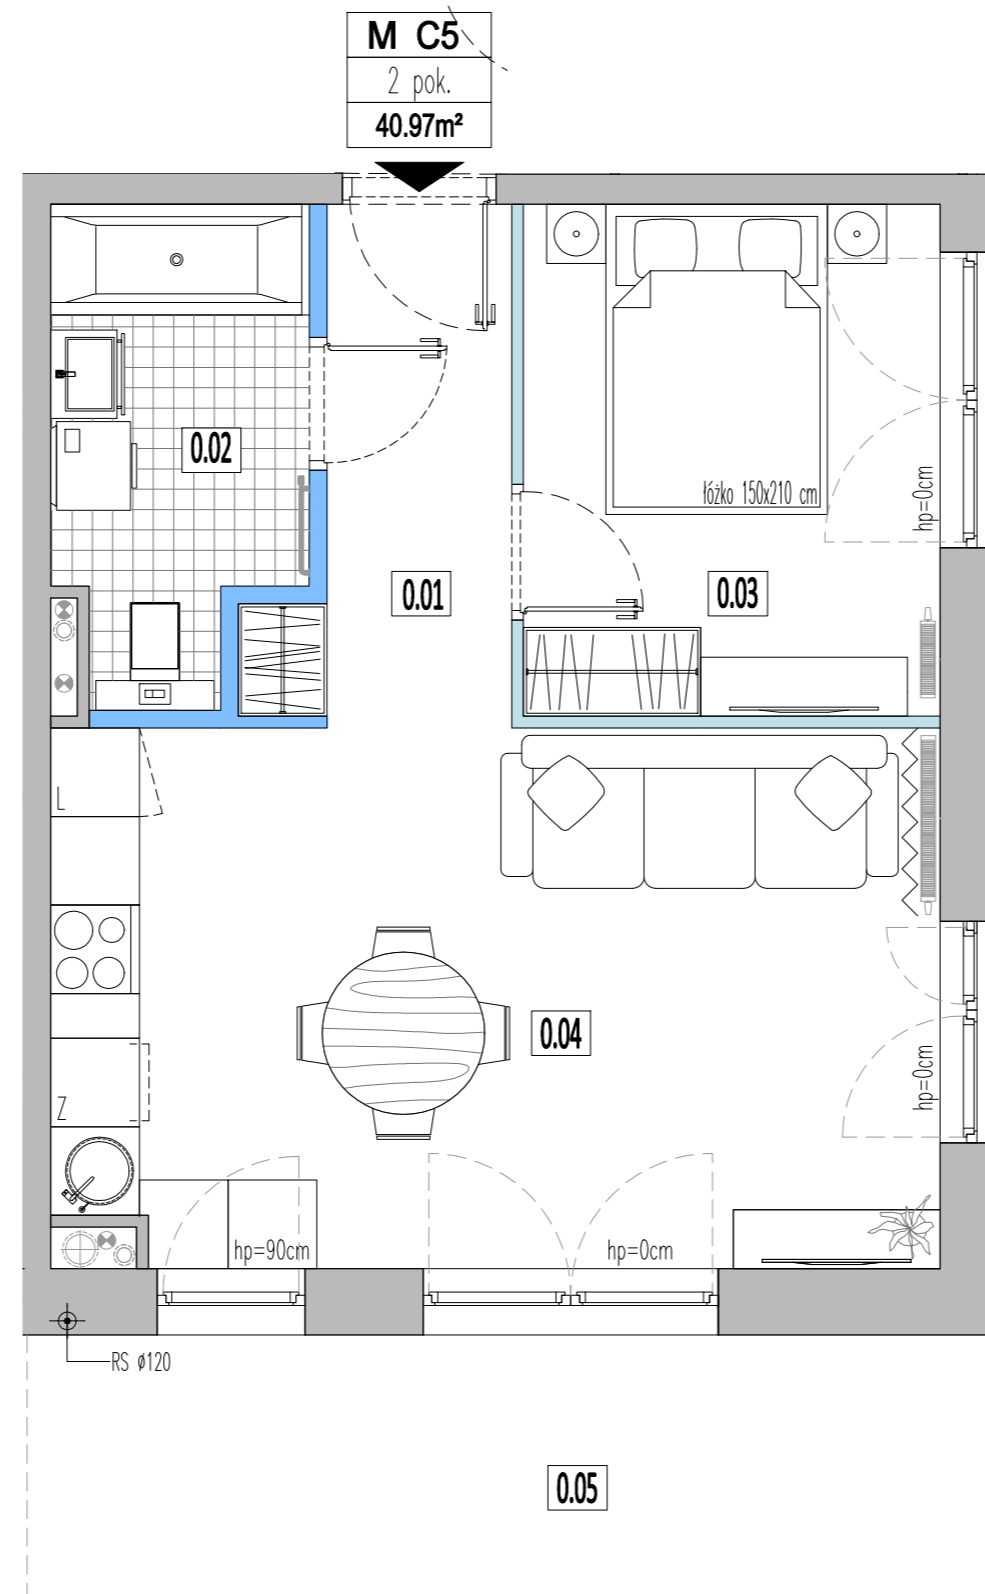 M C5
2 pok.
40.97m²
0.02
łóżko 150x210 cm
hp=0cm
0.01
0.03
L
0.04
hp=0cm
Z
hp=90cm
hp=0cm
RS ø120
0.05